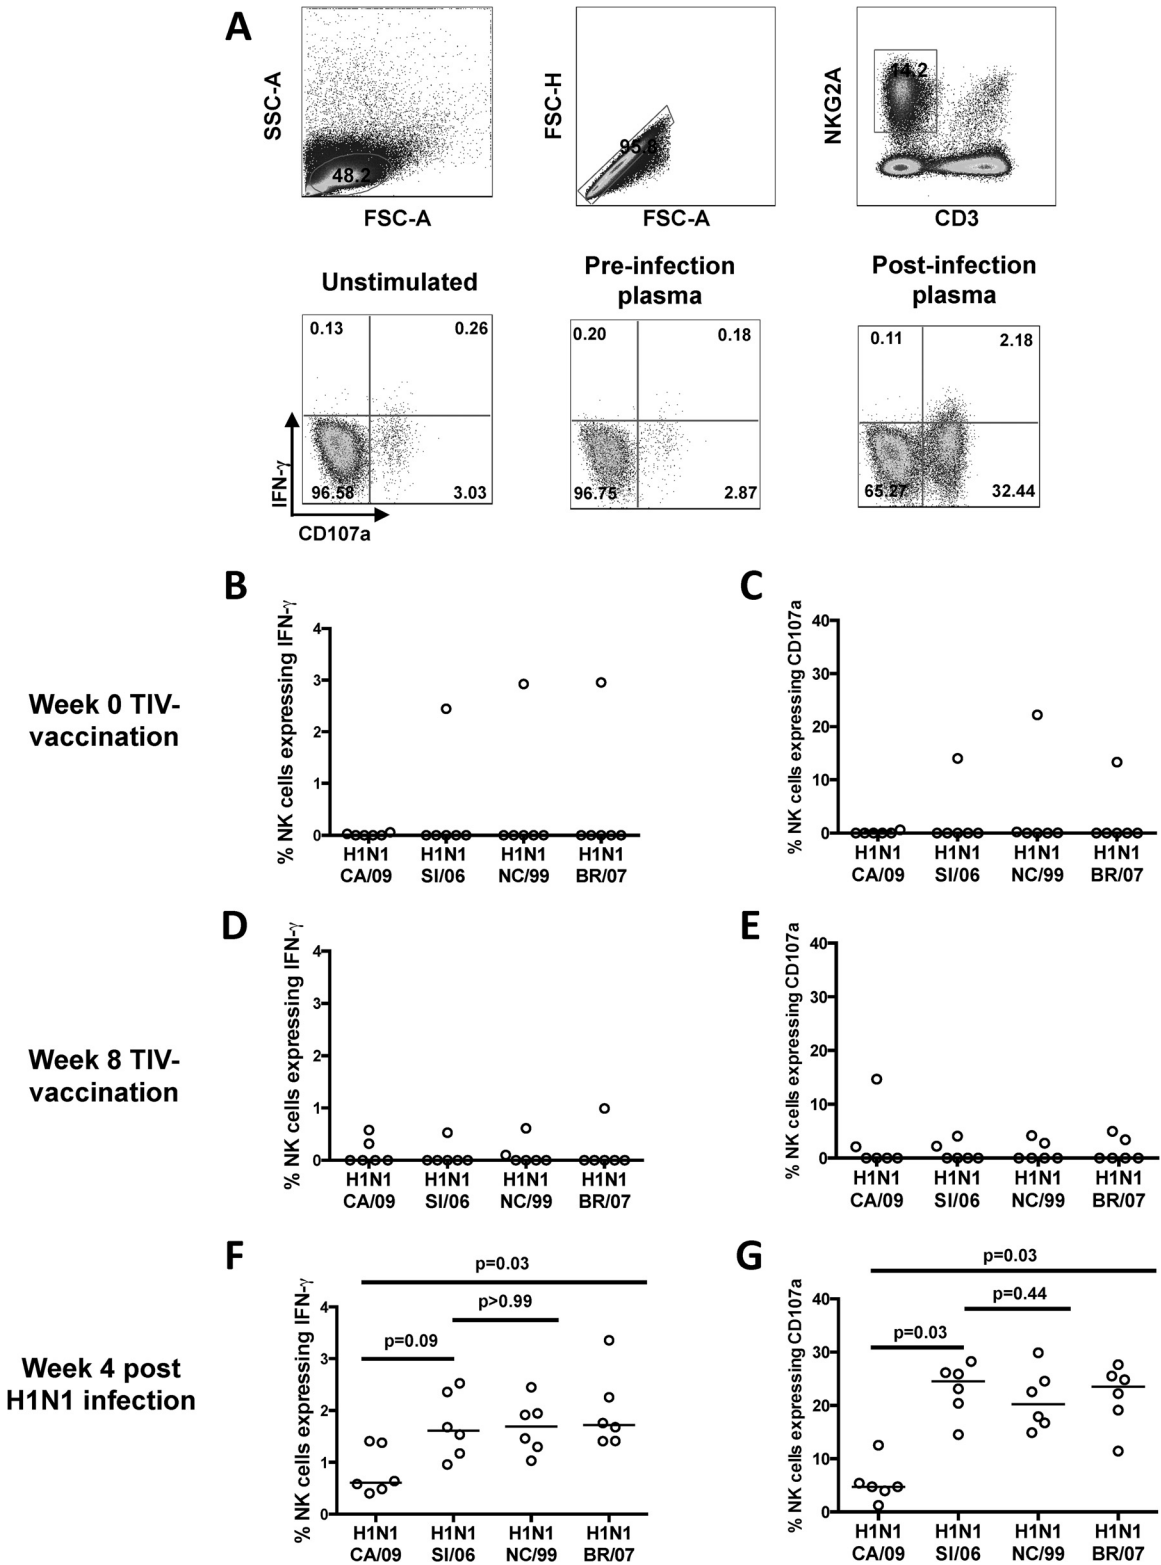 A
SSC-A
48.2
FSC-A
FSC-H
95.8
FSC-A
NKG2A
14.2
CD3
Unstimulated
Pre-infection
plasma
Post-infection
plasma
0.13 0.26
96.58 3.03
IFN-γ
CD107a
0.20 0.18
96.75 2.87
0.11 2.18
65.27 32.44
Week 0 TIV-
vaccination
B
% NK cells expressing IFN-γ
4
3
2
1
0
H1N1 H1N1 H1N1 H1N1
CA/09 SI/06 NC/99 BR/07
C
% NK cells expressing CD107a
40
30
20
10
0
H1N1 H1N1 H1N1 H1N1
CA/09 SI/06 NC/99 BR/07
Week 8 TIV-
vaccination
D
% NK cells expressing IFN-γ
4
3
2
1
0
H1N1 H1N1 H1N1 H1N1
CA/09 SI/06 NC/99 BR/07
E
% NK cells expressing CD107a
40
30
20
10
0
H1N1 H1N1 H1N1 H1N1
CA/09 SI/06 NC/99 BR/07
Week 4 post
H1N1 infection
F
p=0.03
p>0.99
p=0.09
% NK cells expressing IFN-γ
4
3
2
1
0
H1N1 H1N1 H1N1 H1N1
CA/09 SI/06 NC/99 BR/07
G
p=0.03
p=0.44
p=0.03
% NK cells expressing CD107a
40
30
20
10
0
H1N1 H1N1 H1N1 H1N1
CA/09 SI/06 NC/99 BR/07